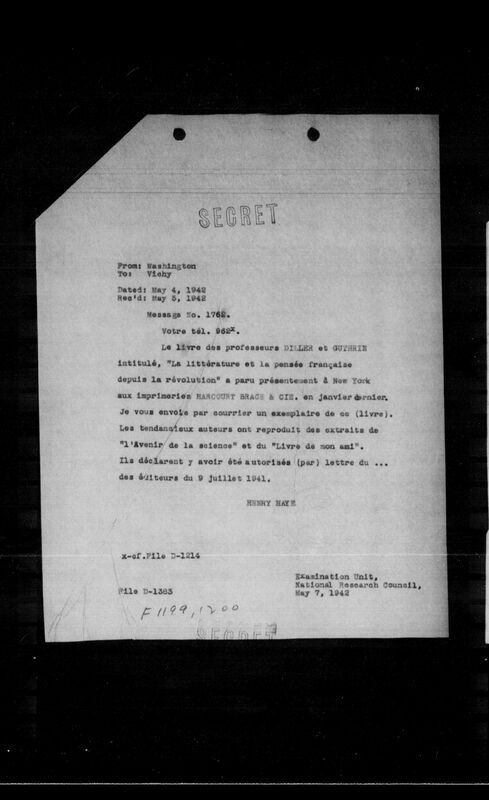 SECRET
From: Washington
To: Vichy
Dated: May 4, 1942
Rec'd: May 5, 1942
Message No. 1762.
Votre tél. 962x.
Le livre des professeurs DILLER et GUTHRIE
intitulé, "La littérature et la pensée française
depuis la révolution" a paru présentement à New York
aux imprimeries HARCOURT BRACE & CIE. en janvier dernier.
Je vous envoie par courrier un exemplaire de ce (livre).
Les tendancieux auteurs ont reproduit des extraits de
"l'Avenir de la science" et du "Livre de mon ami".
Ils déclarent y avoir été autorisés (par) lettre du ...
des éditeurs du 9 juillet 1941.
HENRY HAYE
x-cf.File D-1214
Examination Unit,
National Research Council,
May 7, 1942
File D-1383
F 1199, 1200
SECRET